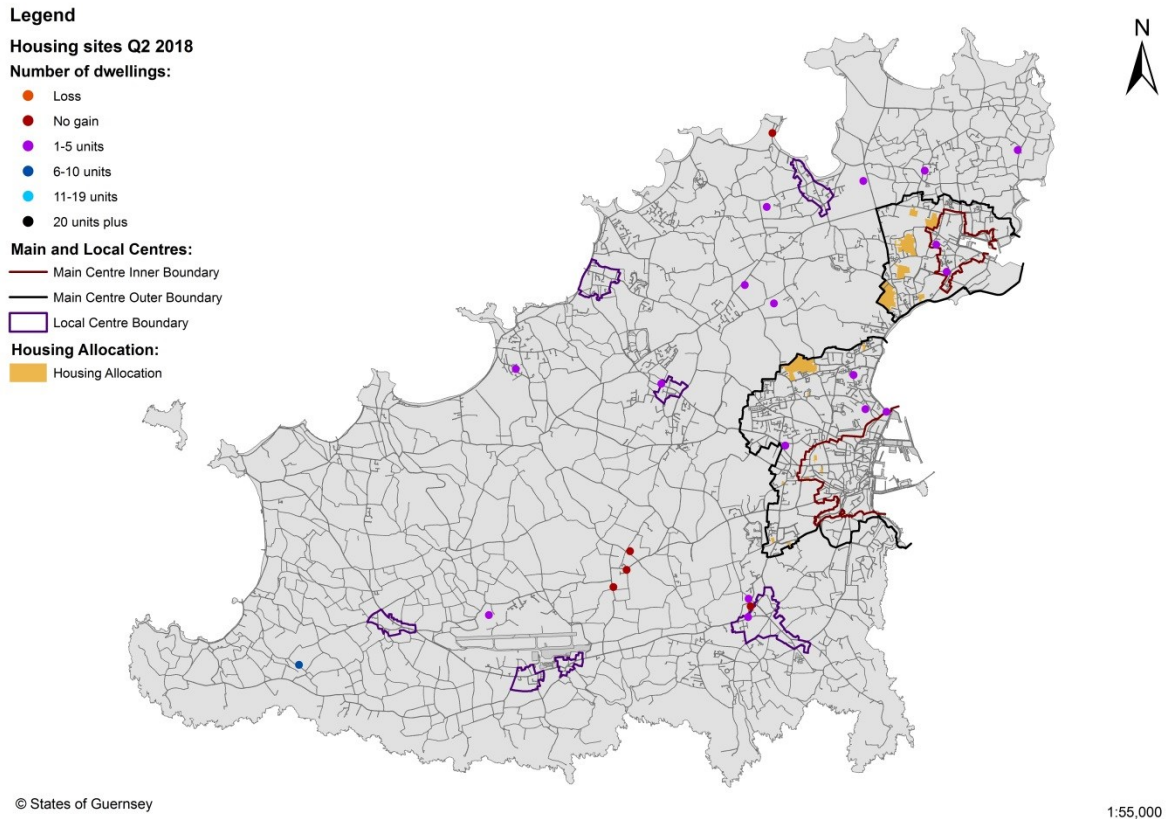 Legend
Housing sites Q2 2018
Number of dwellings:
Loss
No gain
1-5 units
6-10 units
11-19 units
20 units plus
Main and Local Centres:
Main Centre Inner Boundary
Main Centre Outer Boundary
Local Centre Boundary
Housing Allocation:
Housing Allocation
N
© States of Guernsey
1:55,000